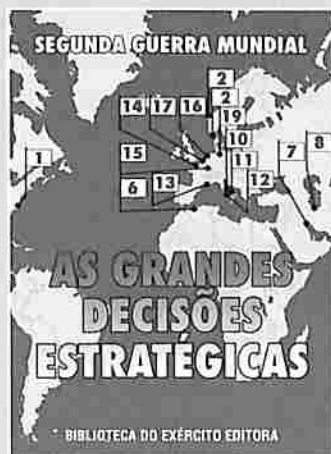 SEGUNDA GUERRA MUNDIAL
2
14 17 16 2
19
1 15 10 7 8
11
6 13 12
AS GRANDES
DECISÕES
ESTRATÉGICAS
* BIBLIOTECA DO EXÉRCITO EDITORA